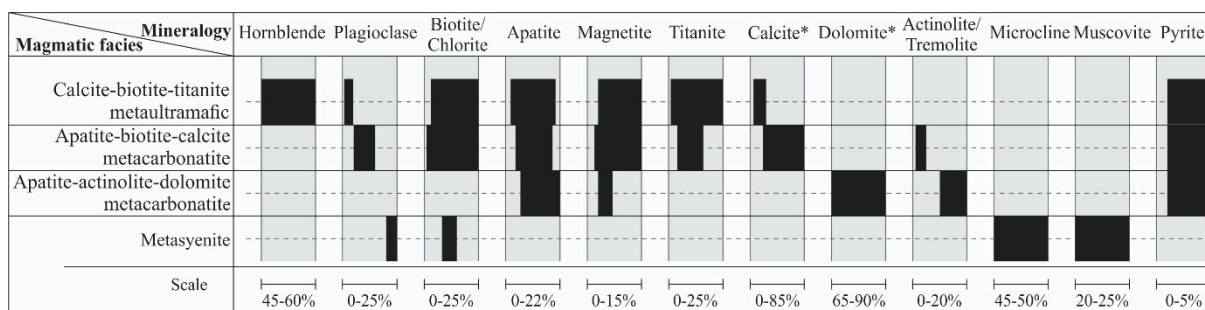 Mineralogy
Magmatic facies
Hornblende Plagioclase Biotite/ Chlorite Apatite Magnetite Titanite Calcite* Dolomite* Actinolite/ Tremolite Microcline Muscovite Pyrite
Calcite-biotite-titanite
metaultramafic
Apatite-biotite-calcite
metacarbonatite
Apatite-actinolite-dolomite
metacarbonatite
Metasyenite
Scale
45-60% 0-25% 0-25% 0-22% 0-15% 0-25% 0-85% 65-90% 0-20% 45-50% 20-25% 0-5%